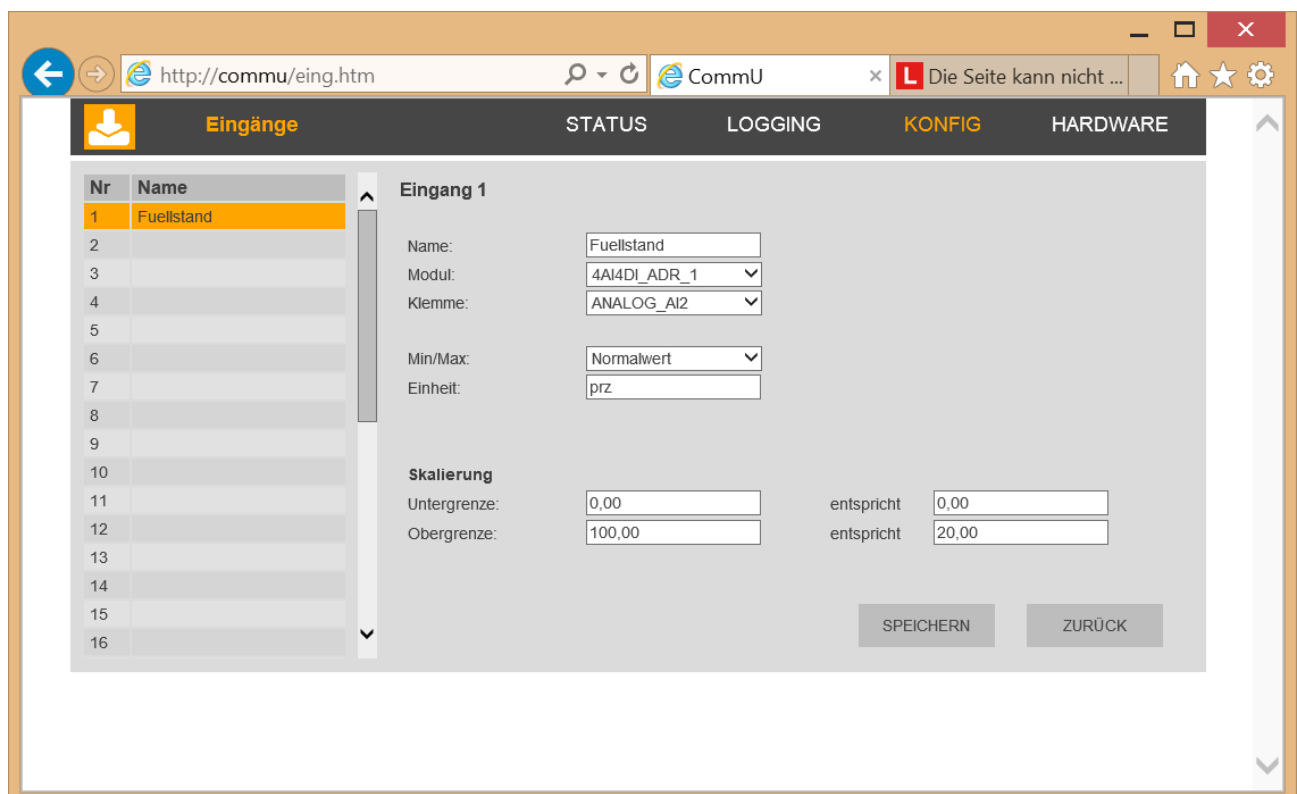 http://commu/eing.htm
CommU
L Die Seite kann nicht ...
Eingänge STATUS LOGGING KONFIG HARDWARE
Nr Name
1 Fuellstand
2
3
4
5
6
7
8
9
10
11
12
13
14
15
16
Eingang 1
Name: Fuellstand
Modul: 4AI4DI_ADR_1
Klemme: ANALOG_AI2
Min/Max: Normalwert
Einheit: prz
Skalierung
Untergrenze: 0,00 entspricht 0,00
Obergrenze: 100,00 entspricht 20,00
SPEICHERN ZURÜCK